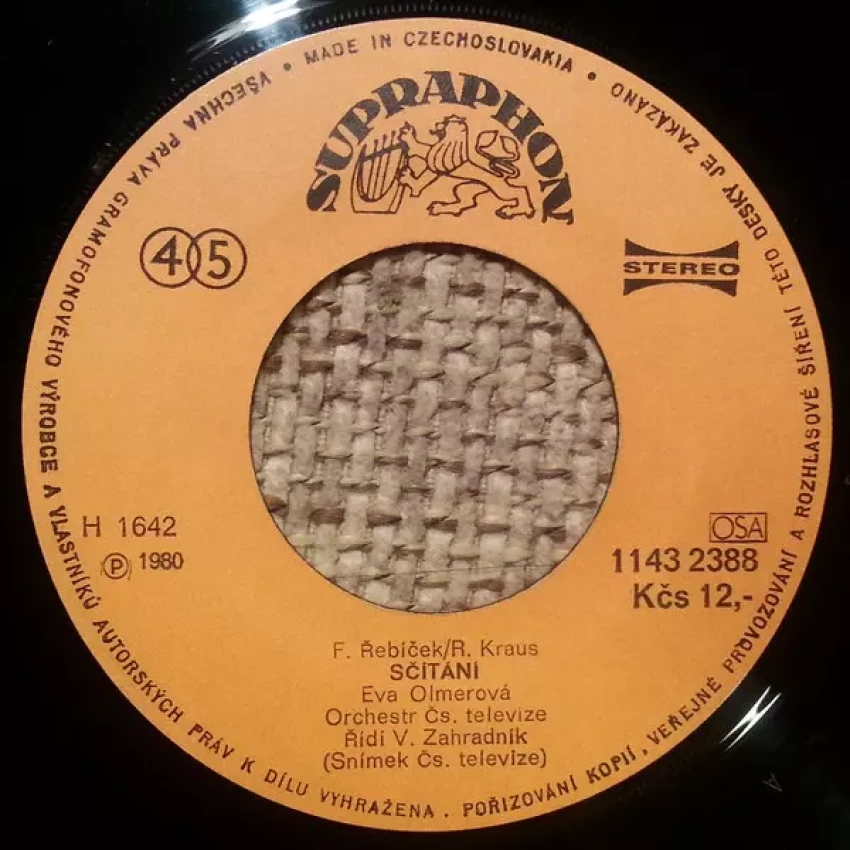 VŠECHNA PRÁVA GRAMOFONOVÉHO VÝROBCE A VLASTNÍKŮ AUTORSKÝCH PRÁV K DÍLU VYHRAŽENA . POŘIZOVÁNÍ KOPIÍ, VEŘEJNÉ PROVOZOVÁNÍ A ROZHLASOVÉ ŠÍŘENÍ TÉTO DESKY JE ZAKÁZÁNO
• MADE IN CZECHOSLOVAKIA •
SUPRAPHON
45
STEREO
H 1642
Ⓟ 1980
OSA
1143 2388
Kčs 12,-
F. Řebíček/R. Kraus
SČÍTÁNÍ
Eva Olmerová
Orchestr Čs. televize
Řídí V. Zahradník
(Snímek Čs. televize)